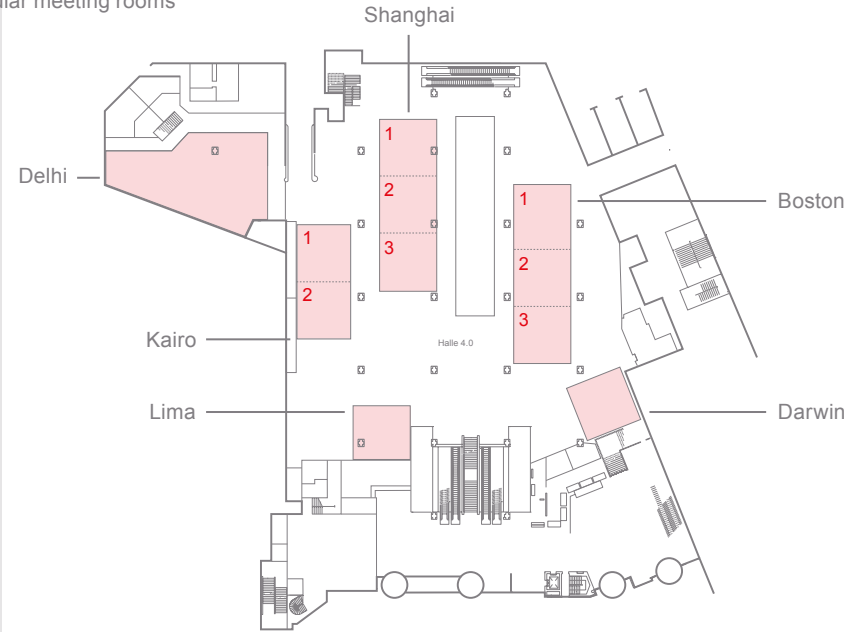 ular meeting rooms
Shanghai
1
2
3
Delhi
1
2
3
Boston
1
2
Kairo
Halle 4.0
Lima
Darwin